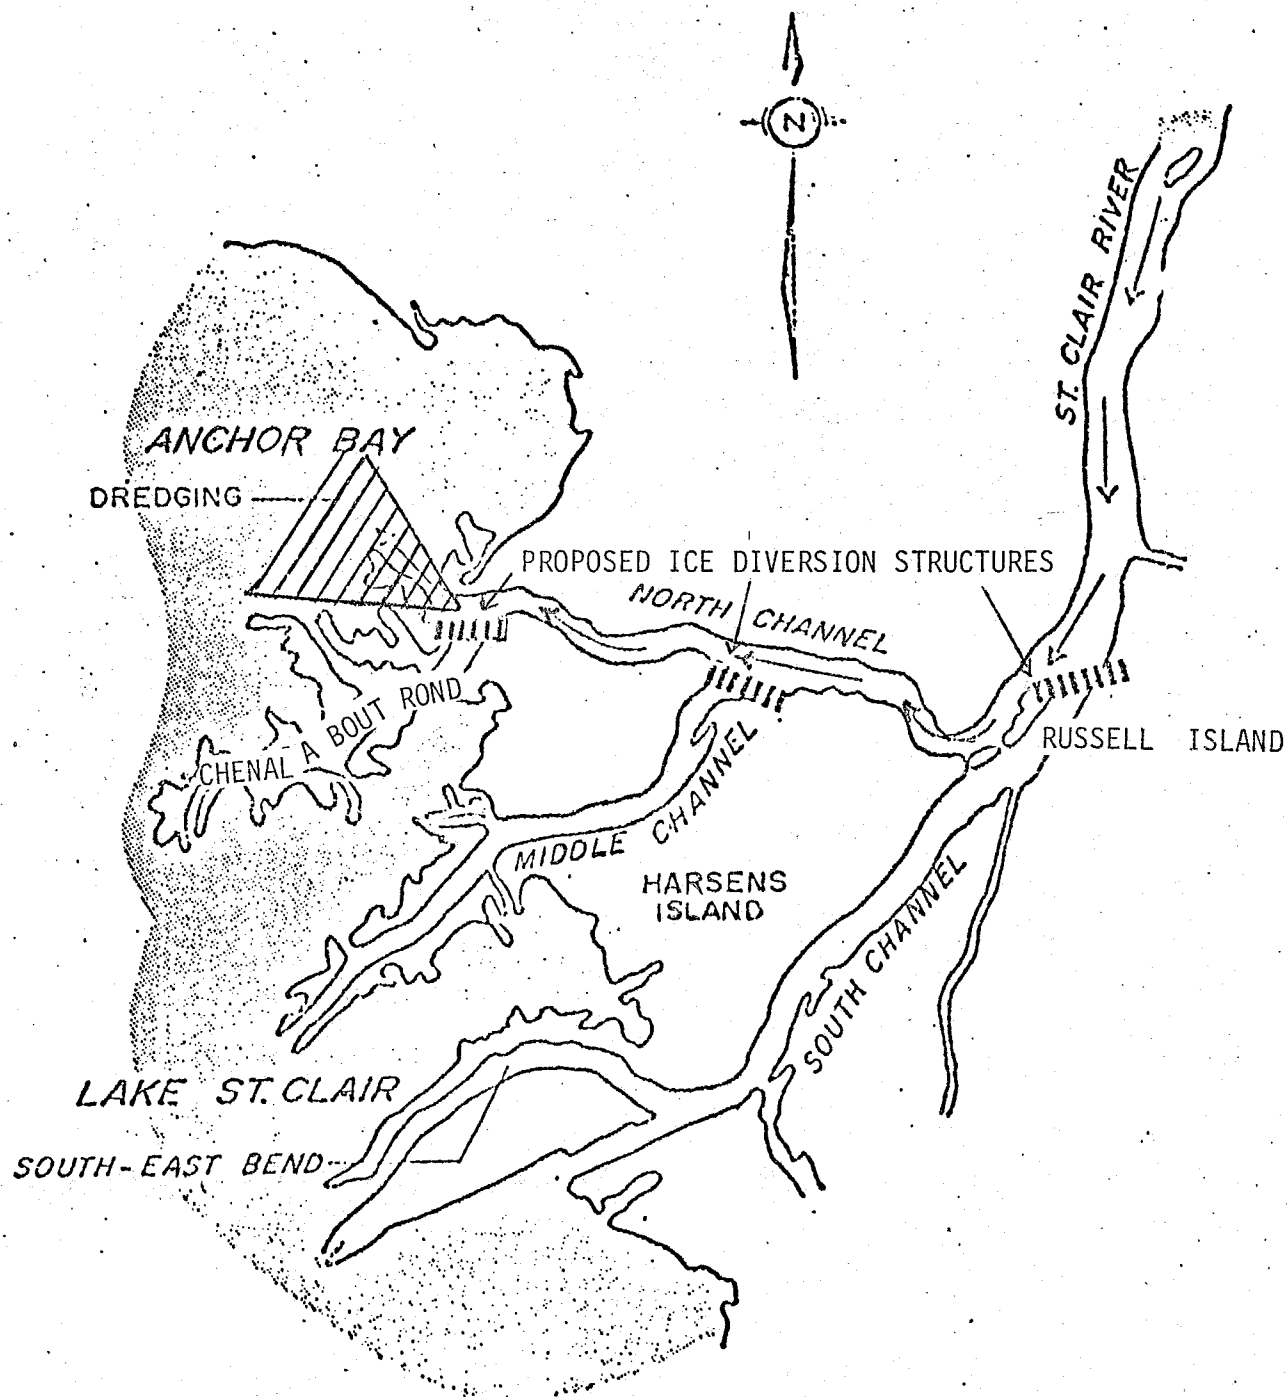 N
ST. CLAIR RIVER
ANCHOR BAY
DREDGING
PROPOSED ICE DIVERSION STRUCTURES
NORTH CHANNEL
CHENAL A BOUT ROND
RUSSELL ISLAND
MIDDLE CHANNEL
HARSENS
ISLAND
SOUTH CHANNEL
LAKE ST. CLAIR
SOUTH-EAST BEND